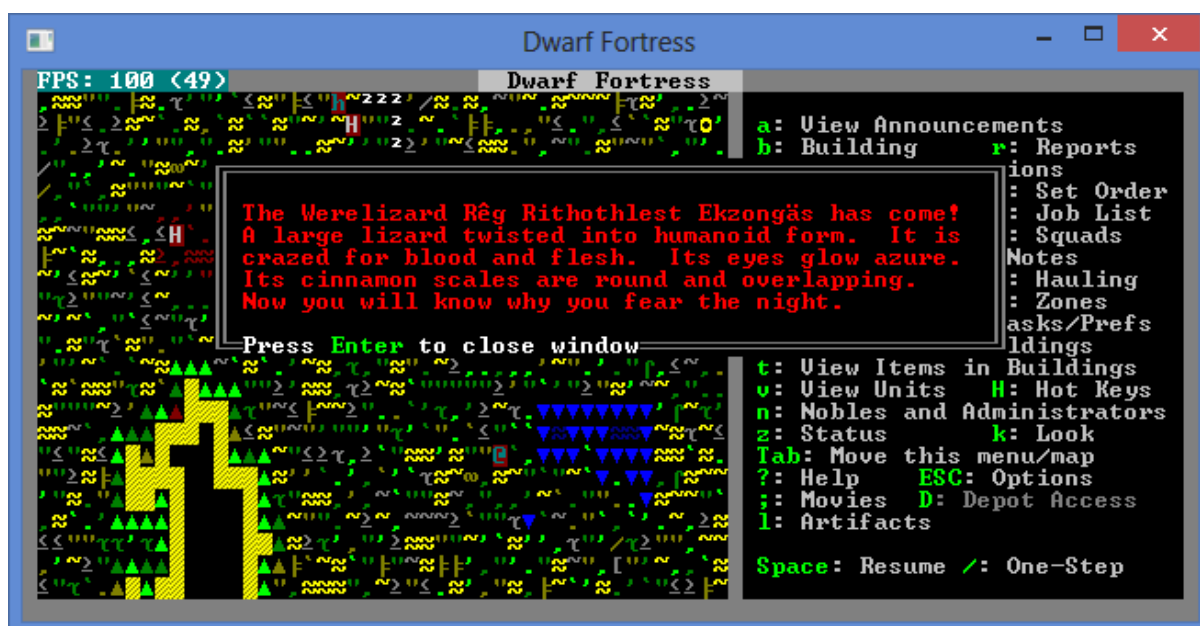 Dwarf Fortress
FPS: 100 (49)
Dwarf Fortress
a: View Announcements
b: Building r: Reports
ions
: Set Order
: Job List
: Squads
Notes
: Hauling
: Zones
asks/Prefs
ldings
t: View Items in Buildings
v: View Units H: Hot Keys
n: Nobles and Administrators
z: Status k: Look
Tab: Move this menu/map
?: Help ESC: Options
;: Movies D: Depot Access
l: Artifacts
Space: Resume /: One-Step
The Werelizard Rêg Rithothlest Ekzongäs has come!
A large lizard twisted into humanoid form. It is
crazed for blood and flesh. Its eyes glow azure.
Its cinnamon scales are round and overlapping.
Now you will know why you fear the night.
Press Enter to close window